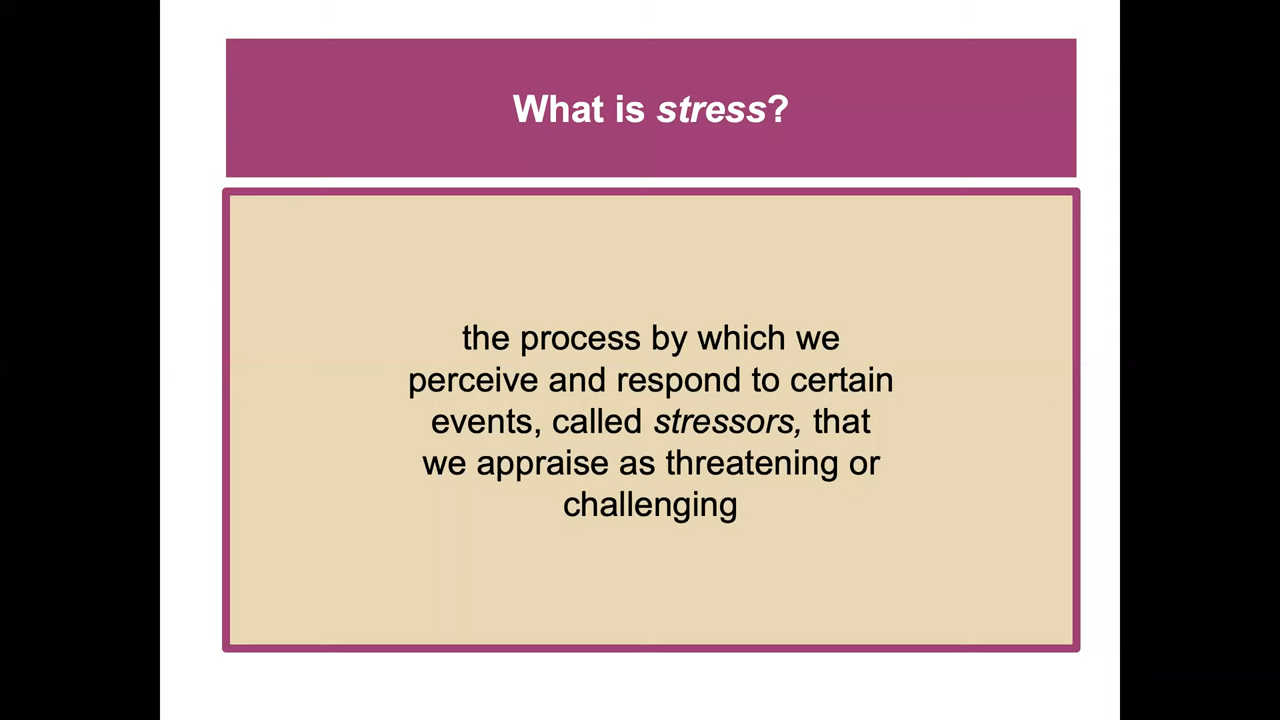 What is stress?
the process by which we
perceive and respond to certain
events, called stressors, that
we appraise as threatening or
challenging